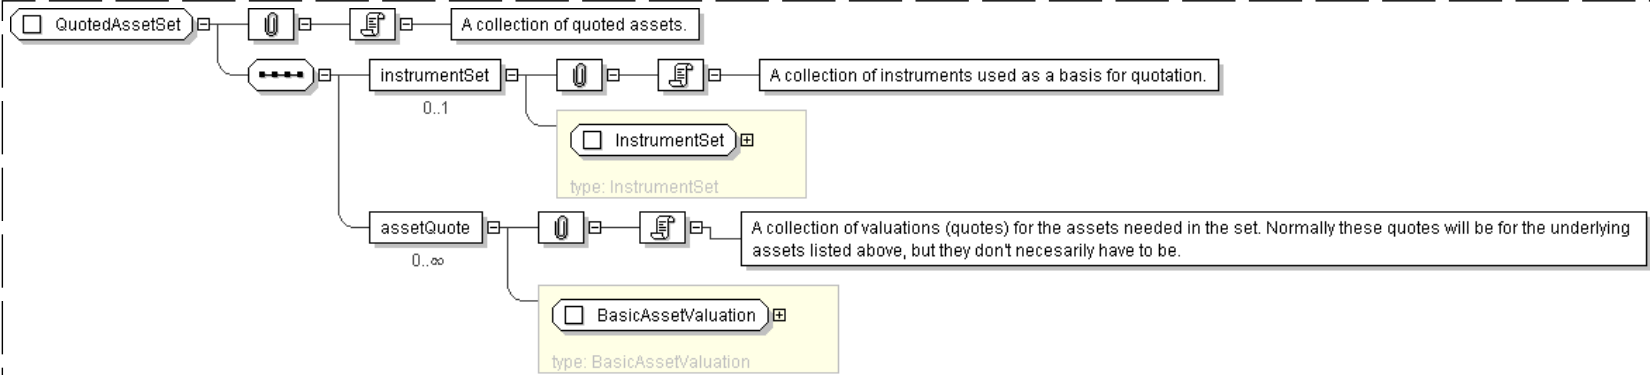 QuotedAssetSet
A collection of quoted assets.
instrumentSet
A collection of instruments used as a basis for quotation.
0..1
InstrumentSet
type: InstrumentSet
assetQuote
A collection of valuations (quotes) for the assets needed in the set. Normally these quotes will be for the underlying
assets listed above, but they don't necesarily have to be.
0..∞
BasicAssetValuation
type: BasicAssetValuation